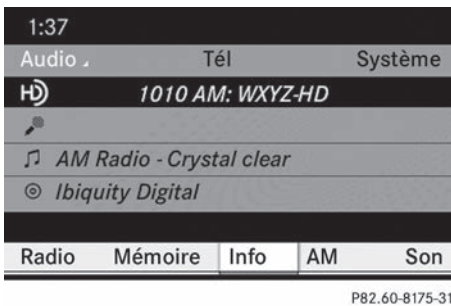 1:37
Audio Tél Système
HD 1010 AM: WXYZ-HD
AM Radio - Crystal clear
Ibiquity Digital
Radio Mémoire Info AM Son
P82.60-8175-31